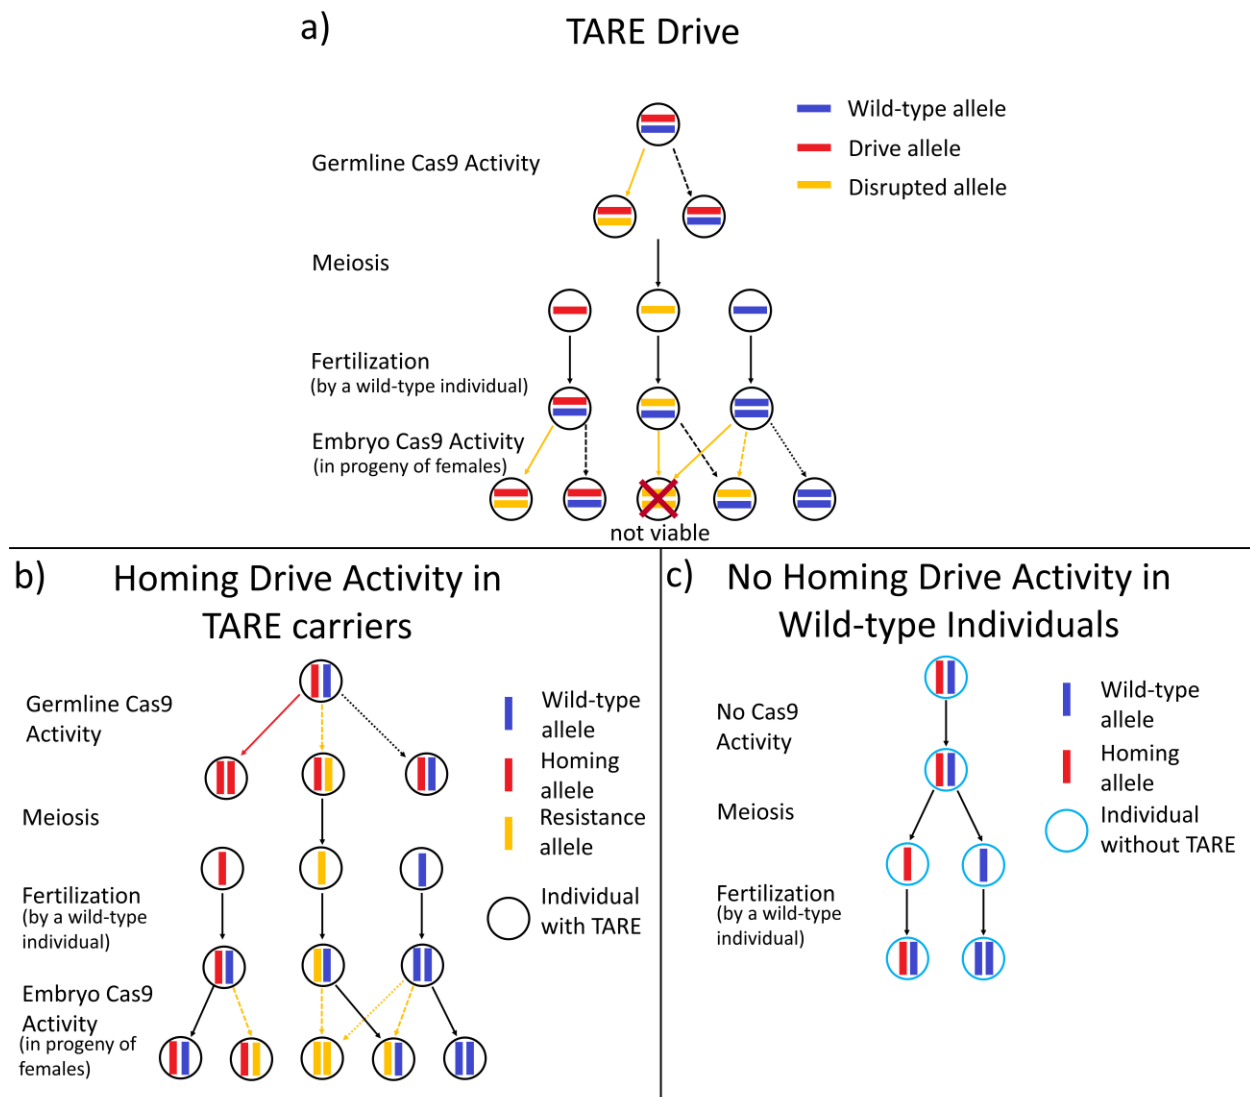 a)
TARE Drive
Wild-type allele
Drive allele
Disrupted allele
Germline Cas9 Activity
Meiosis
Fertilization
(by a wild-type individual)
Embryo Cas9 Activity
(in progeny of females)
not viable
b)
Homing Drive Activity in
TARE carriers
Germline Cas9
Activity
Meiosis
Fertilization
(by a wild-type
individual)
Embryo Cas9
Activity
(in progeny of
females)
Wild-type
allele
Homing
allele
Resistance
allele
Individual
with TARE
c)
No Homing Drive Activity in
Wild-type Individuals
No Cas9
Activity
Meiosis
Fertilization
(by a wild-type
individual)
Wild-type
allele
Homing
allele
Individual
without TARE